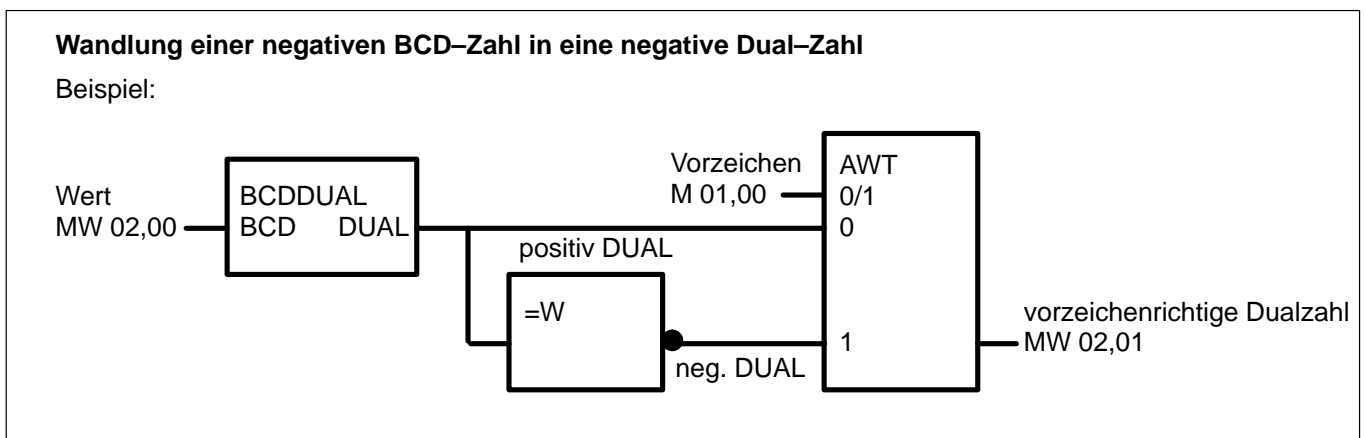 Wandlung einer negativen BCD–Zahl in eine negative Dual–Zahl
Beispiel:
Wert
MW 02,00
BCDDUAL
BCD DUAL
positiv DUAL
=W
neg. DUAL
Vorzeichen
M 01,00
AWT
0/1
0
1
vorzeichenrichtige Dualzahl
MW 02,01